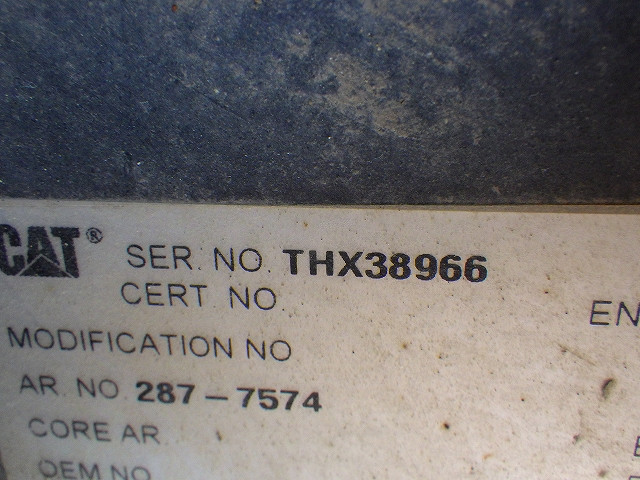 CAT® SER. NO. THX38966
CERT NO
EN
MODIFICATION NO
AR. NO 287-7574
CORE AR
OEM NO